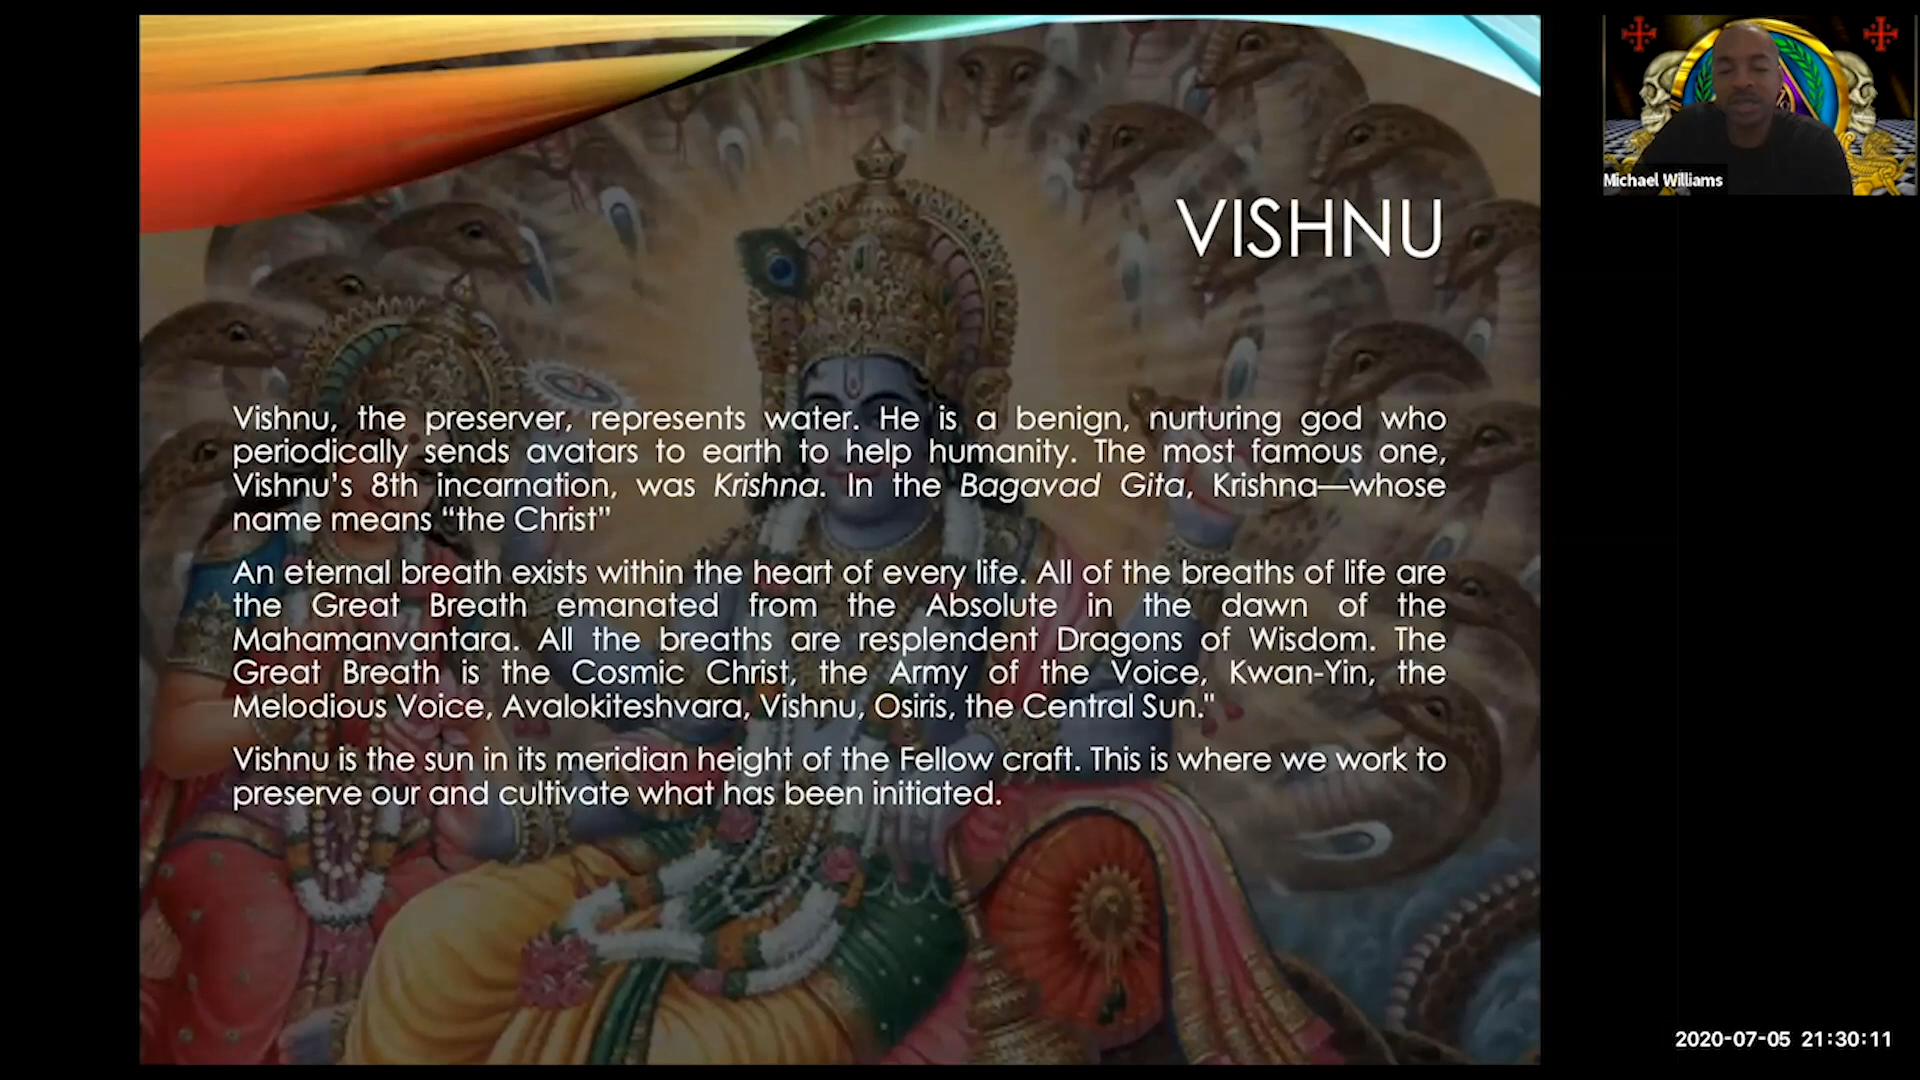 Michael Williams
VISHNU
Vishnu, the preserver, represents water. He is a benign, nurturing god who
periodically sends avatars to earth to help humanity. The most famous one,
Vishnu's 8th incarnation, was Krishna. In the Bagavad Gita, Krishna—whose
name means “the Christ”
An eternal breath exists within the heart of every life. All of the breaths of life are
the Great Breath emanated from the Absolute in the dawn of the
Mahamanvantara. All the breaths are resplendent Dragons of Wisdom. The
Great Breath is the Cosmic Christ, the Army of the Voice, Kwan-Yin, the
Melodious Voice, Avalokiteshvara, Vishnu, Osiris, the Central Sun."
Vishnu is the sun in its meridian height of the Fellow craft. This is where we work to
preserve our and cultivate what has been initiated.
2020-07-05 21:30:11